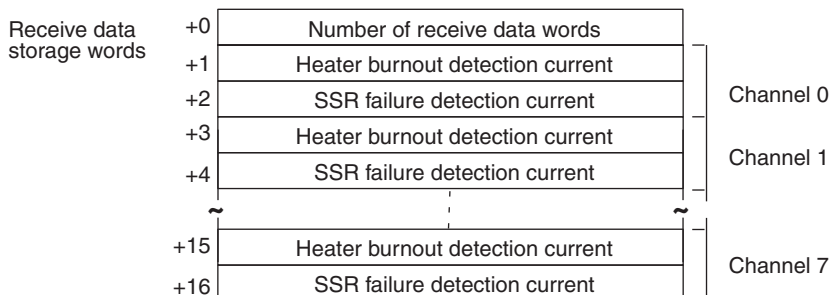 Receive data
storage words
+0 Number of receive data words
+1 Heater burnout detection current
+2 SSR failure detection current
Channel 0
+3 Heater burnout detection current
+4 SSR failure detection current
Channel 1
~ ~
+15 Heater burnout detection current
+16 SSR failure detection current
Channel 7